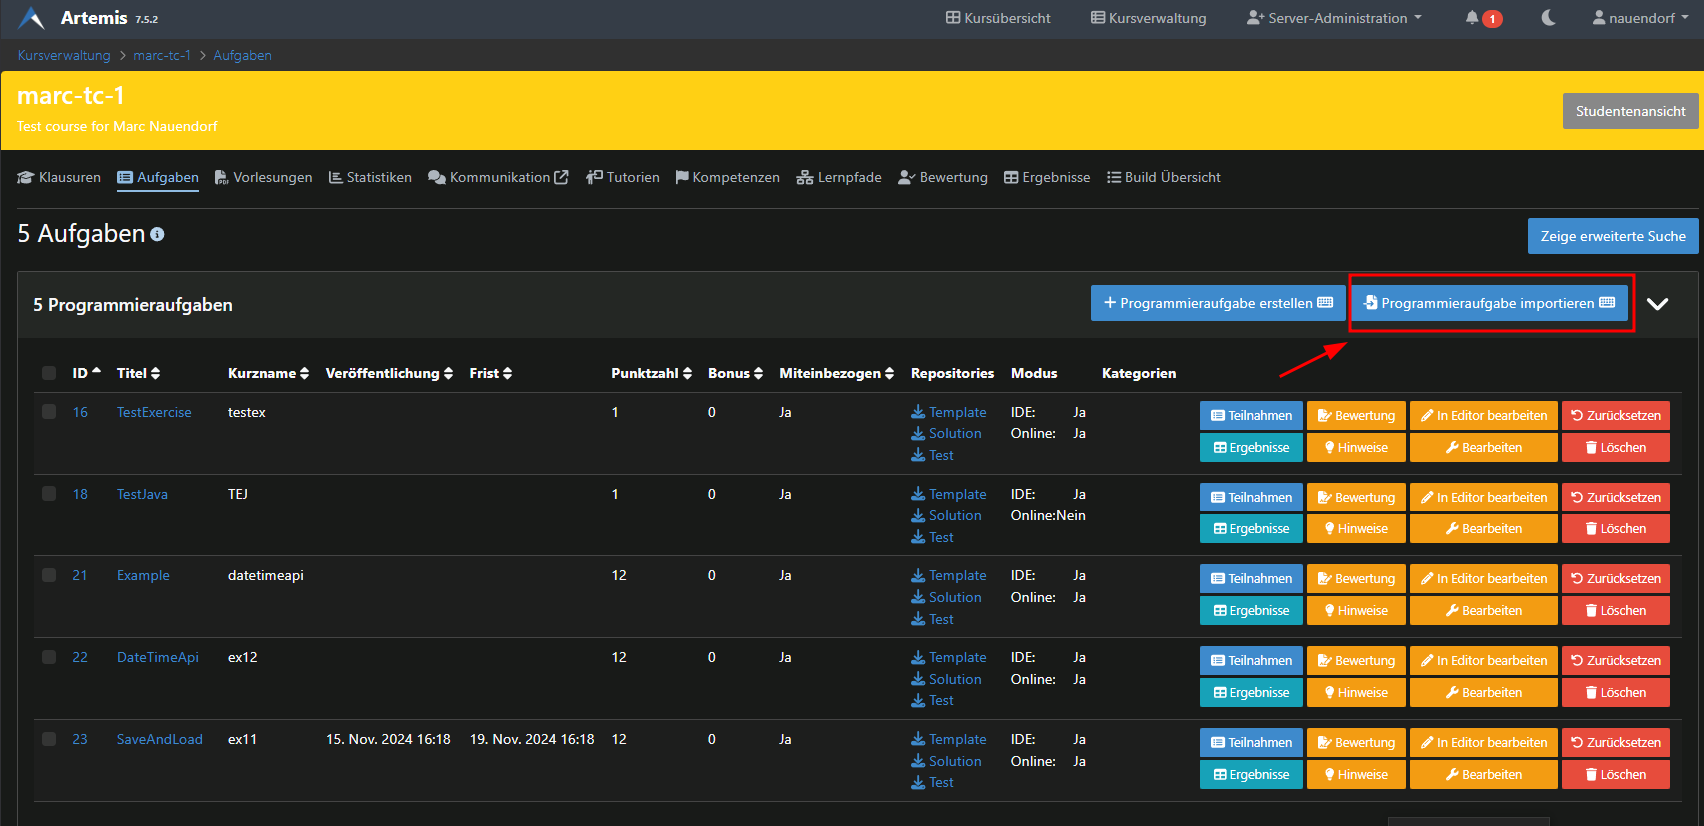 Artemis 7.5.2 Kursübersicht Kursverwaltung Server-Administration 1 nauendorf
Kursverwaltung > marc-tc-1 > Aufgaben
marc-tc-1
Test course for Marc Nauendorf
Studentenansicht
Klausuren Aufgaben Vorlesungen Statistiken Kommunikation Tutorien Kompetenzen Lernpfade Bewertung Ergebnisse Build Übersicht
5 Aufgaben Zeige erweiterte Suche
5 Programmieraufgaben + Programmieraufgabe erstellen Programmieraufgabe importieren
ID Titel Kurzname Veröffentlichung Frist Punktzahl Bonus Miteinbezogen Repositories Modus Kategorien
16 TestExercise testex 1 0 Ja Template IDE: Ja Teilnahmen Bewertung In Editor bearbeiten Zurücksetzen
Solution Online: Ja
Test Ergebnisse Hinweise Bearbeiten Löschen
18 TestJava TEJ 1 0 Ja Template IDE: Ja Teilnahmen Bewertung In Editor bearbeiten Zurücksetzen
Solution Online:Nein
Test Ergebnisse Hinweise Bearbeiten Löschen
21 Example datetimeapi 12 0 Ja Template IDE: Ja Teilnahmen Bewertung In Editor bearbeiten Zurücksetzen
Solution Online: Ja
Test Ergebnisse Hinweise Bearbeiten Löschen
22 DateTimeApi ex12 12 0 Ja Template IDE: Ja Teilnahmen Bewertung In Editor bearbeiten Zurücksetzen
Solution Online: Ja
Test Ergebnisse Hinweise Bearbeiten Löschen
23 SaveAndLoad ex11 15. Nov. 2024 16:18 19. Nov. 2024 16:18 12 0 Ja Template IDE: Ja Teilnahmen Bewertung In Editor bearbeiten Zurücksetzen
Solution Online: Ja
Test Ergebnisse Hinweise Bearbeiten Löschen